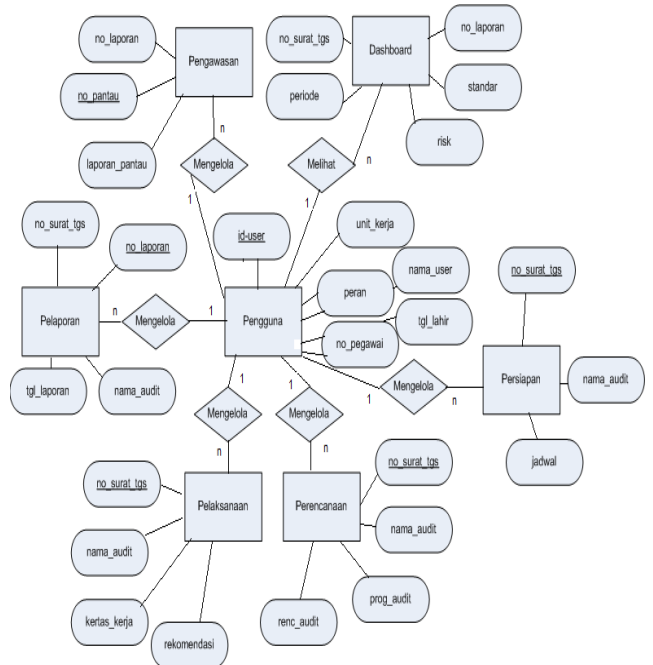 no_laporan
Pengawasan
no_pantau
laporan_pantau
n
Mengelola
1
no_surat_tgs
Dashboard
no_laporan
periode
standar
risk
n
Melihat
1
no_surat_tgs
no_laporan
Pelaporan
n
Mengelola
1
tgl_laporan
nama_audit
id-user
unit_kerja
Pengguna
peran
nama_user
tgl_lahir
no_pegawai
no_surat_tgs
1
Mengelola
n
Persiapan
nama_audit
jadwal
1
Mengelola
n
1
Mengelola
n
no_surat_tgs
Pelaksanaan
nama_audit
kertas_kerja
rekomendasi
Perencanaan
no_surat_tgs
nama_audit
prog_audit
renc_audit